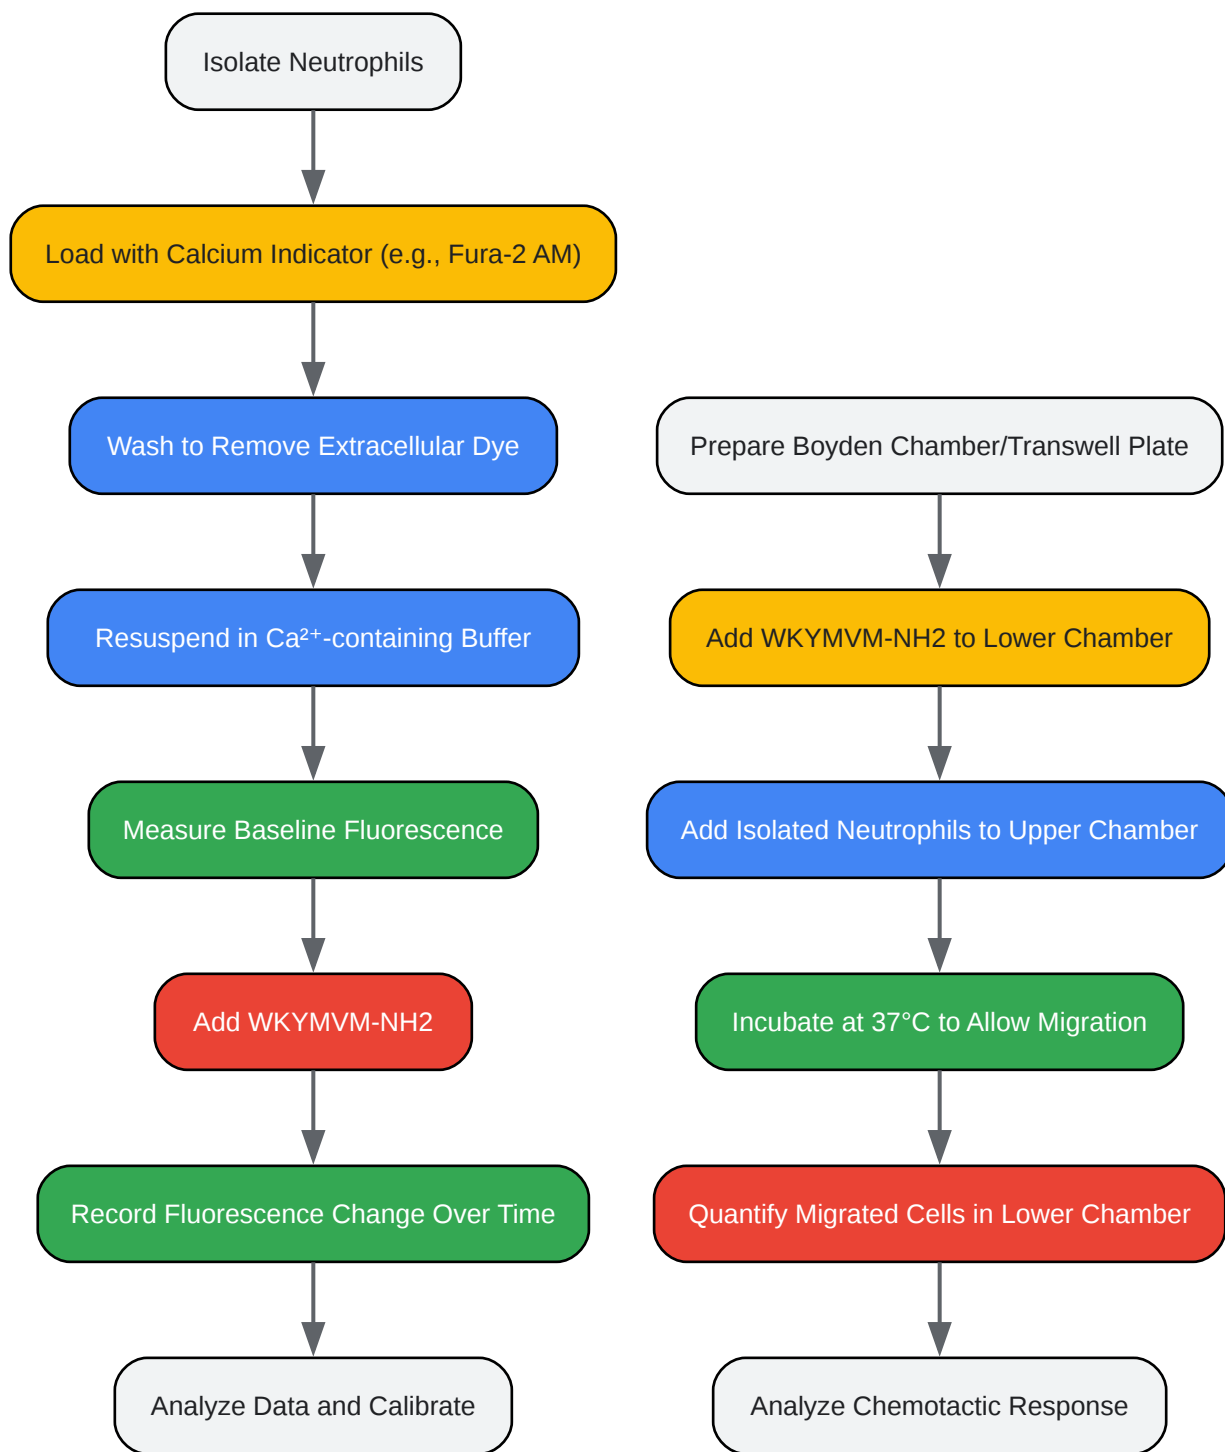 Isolate Neutrophils
Load with Calcium Indicator (e.g., Fura-2 AM)
Wash to Remove Extracellular Dye
Resuspend in Ca²⁺-containing Buffer
Measure Baseline Fluorescence
Add WKYMVM-NH2
Record Fluorescence Change Over Time
Analyze Data and Calibrate
Prepare Boyden Chamber/Transwell Plate
Add WKYMVM-NH2 to Lower Chamber
Add Isolated Neutrophils to Upper Chamber
Incubate at 37°C to Allow Migration
Quantify Migrated Cells in Lower Chamber
Analyze Chemotactic Response